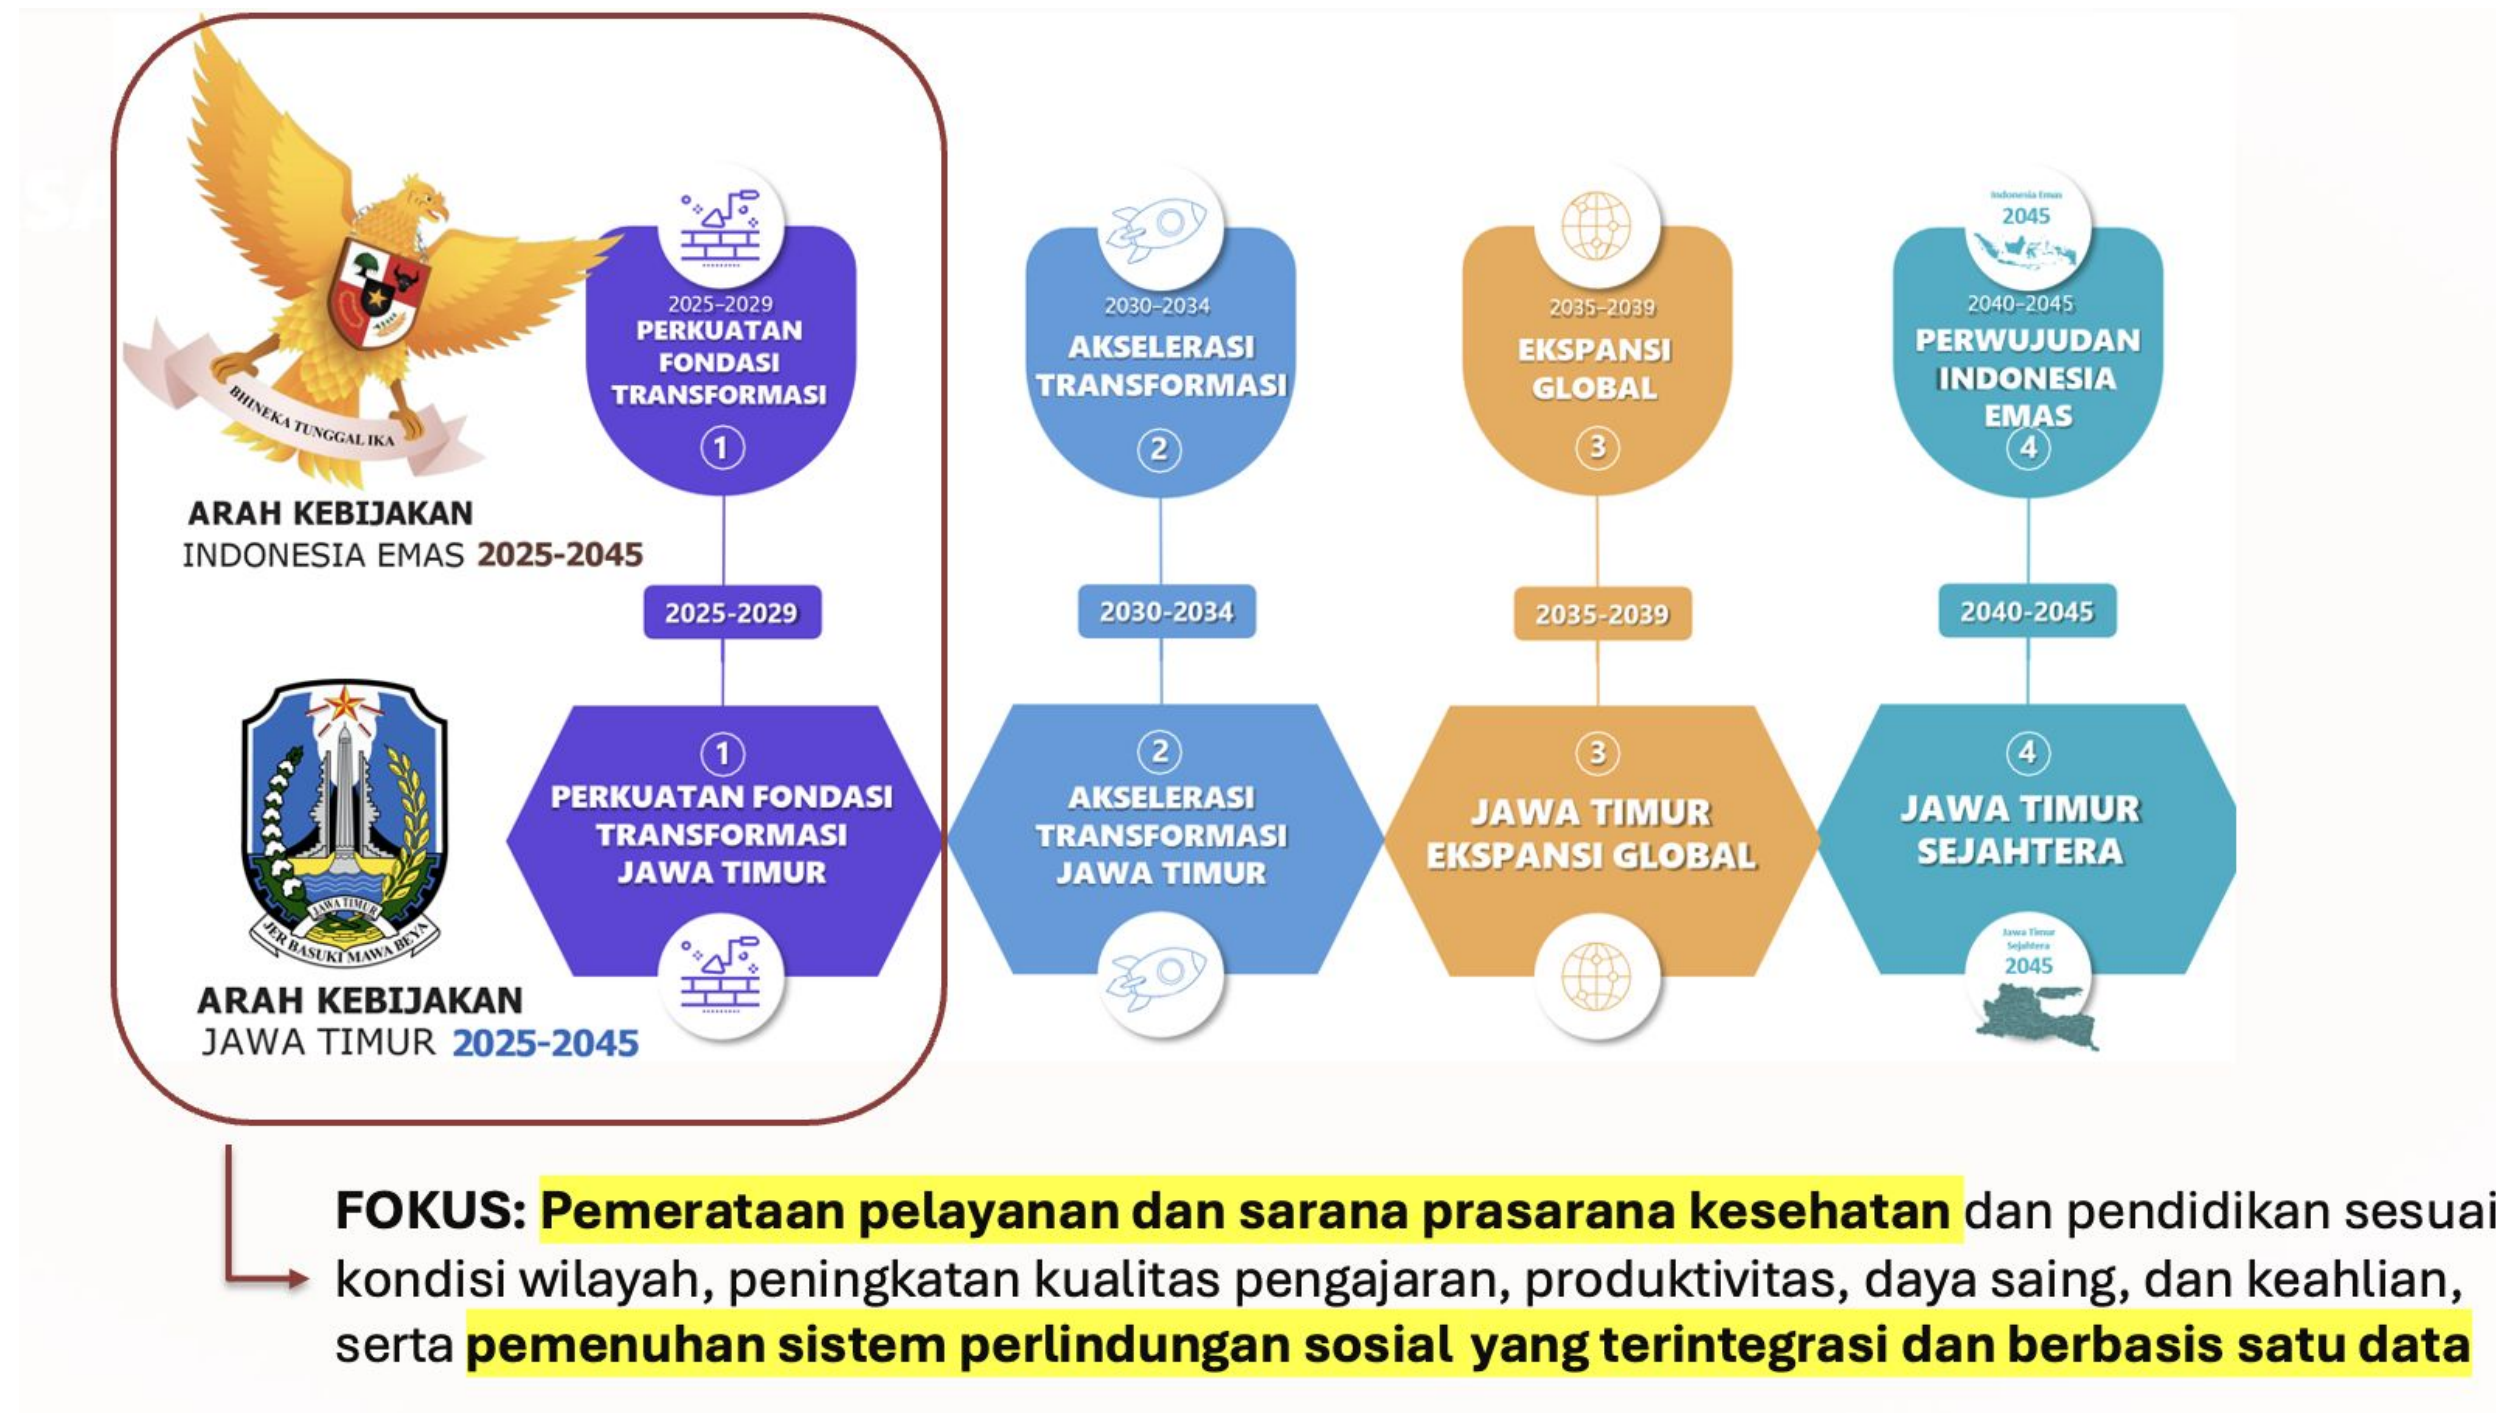 BHINEKA TUNGGAL IKA
ARAH KEBIJAKAN
INDONESIA EMAS 2025-2045
2025-2029
PERKUATAN
FONDASI
TRANSFORMASI
1
2030-2034
AKSELERASI
TRANSFORMASI
2
2035-2039
EKSPANSI
GLOBAL
3
Indonesia Emas
2045
2040-2045
PERWUJUDAN
INDONESIA
EMAS
4
2025-2029
2030-2034
2035-2039
2040-2045
JAWA TIMUR
JER BASUKI MAWA BEYA
ARAH KEBIJAKAN
JAWA TIMUR 2025-2045
1
PERKUATAN FONDASI
TRANSFORMASI
JAWA TIMUR
2
AKSELERASI
TRANSFORMASI
JAWA TIMUR
3
JAWA TIMUR
EKSPANSI GLOBAL
4
JAWA TIMUR
SEJAHTERA
Jawa Timur
Sejahtera
2045
FOKUS: Pemerataan pelayanan dan sarana prasarana kesehatan dan pendidikan sesuai
kondisi wilayah, peningkatan kualitas pengajaran, produktivitas, daya saing, dan keahlian,
serta pemenuhan sistem perlindungan sosial yang terintegrasi dan berbasis satu data